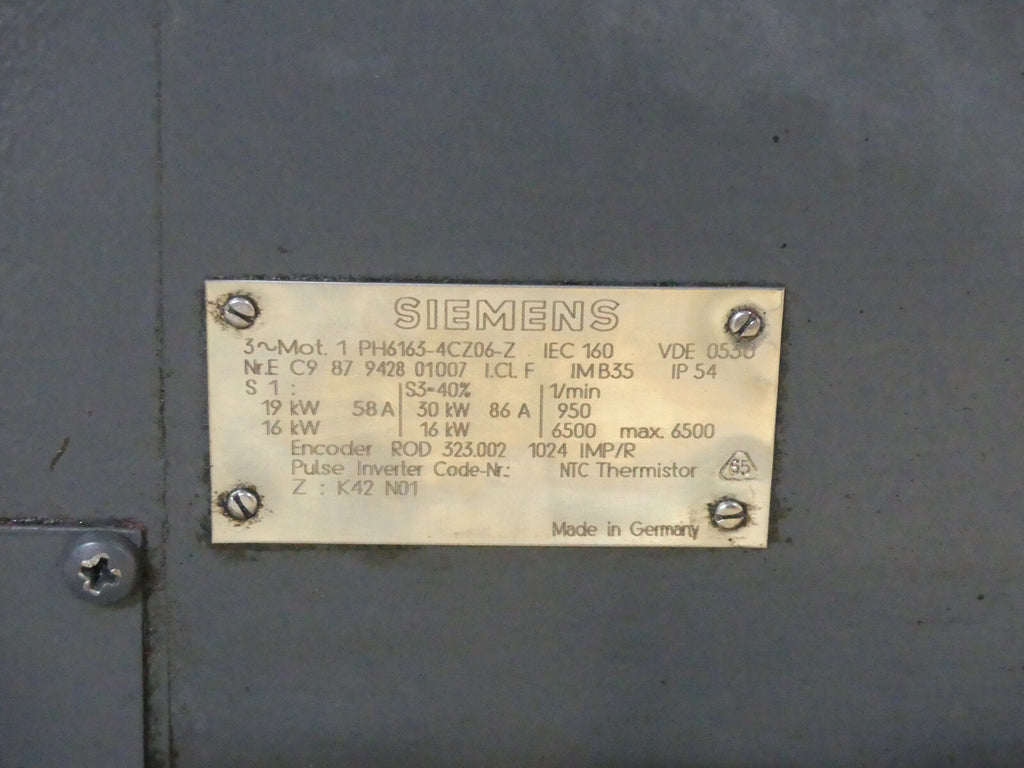 SIEMENS
3~Mot. 1 PH6163-4CZ06-Z IEC 160 VDE 0530
Nr.E C9 87 9428 01007 I.Cl. F IM B35 IP 54
S 1 : S3-40% 1/min
19 kW 58 A 30 kW 86 A 950
16 kW 16 kW 6500 max. 6500
Encoder ROD 323.002 1024 IMP/R
Pulse Inverter Code-Nr.: NTC Thermistor
Z : K42 N01
Made in Germany